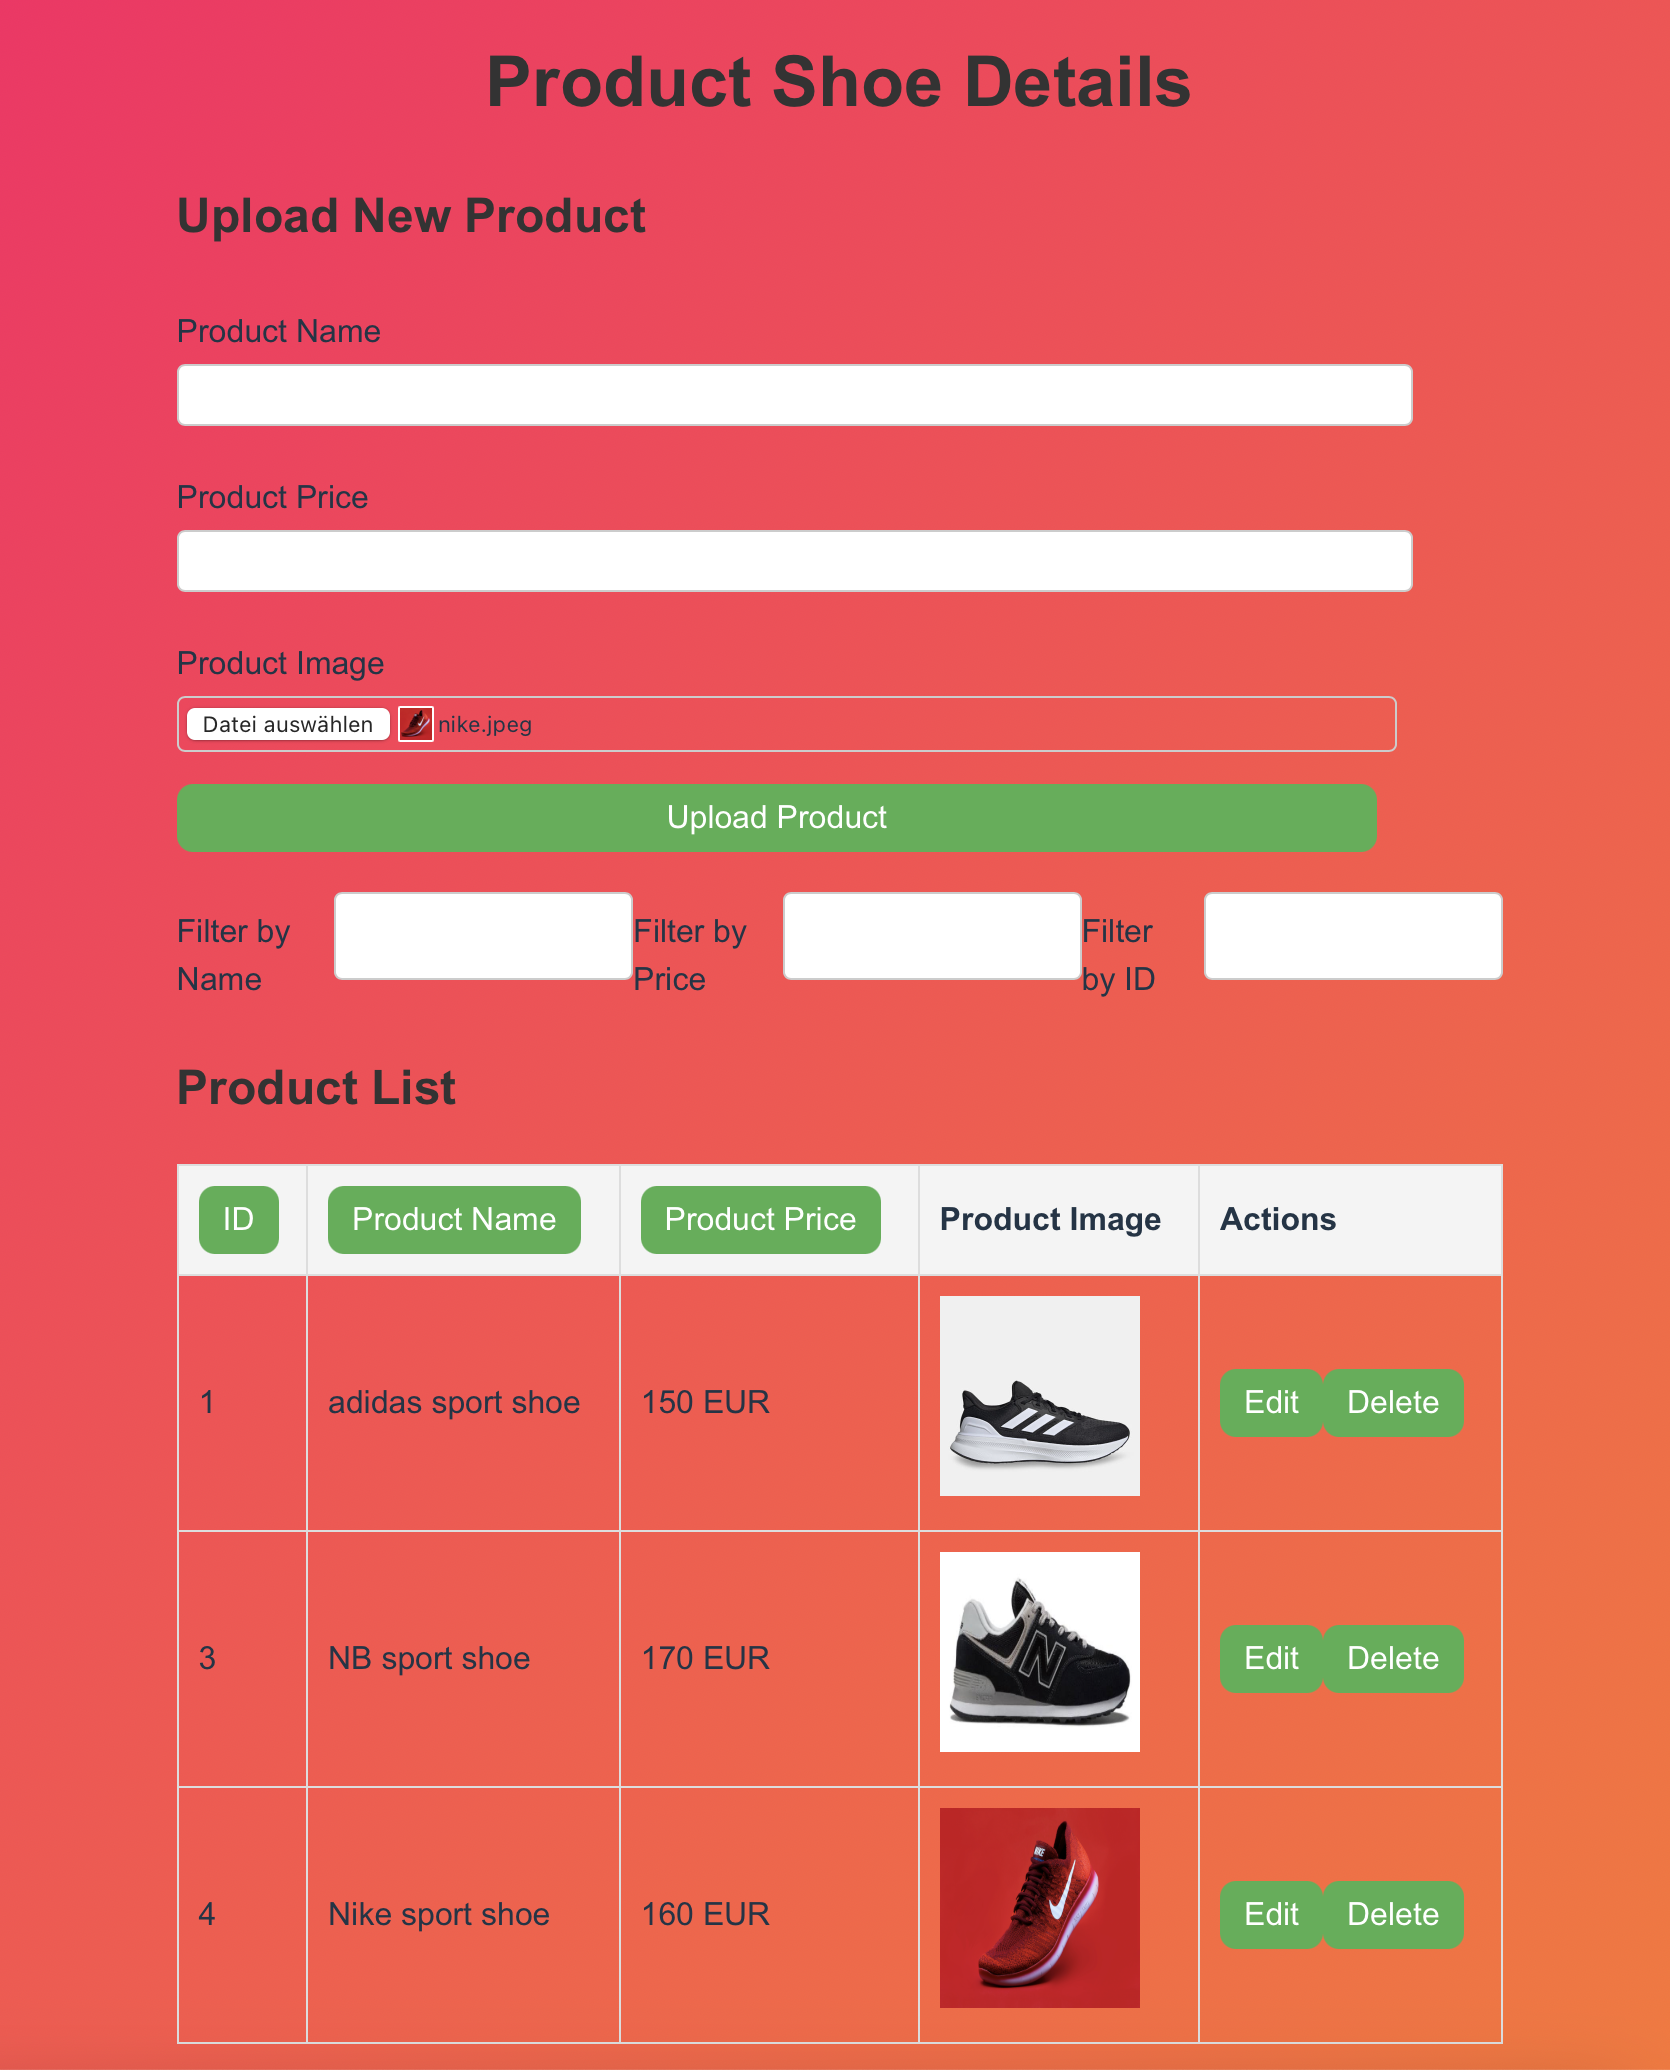 Product Shoe Details
Upload New Product
Product Name
Product Price
Product Image
Datei auswählen nike.jpeg
Upload Product
Filter by Name
Filter by Price
Filter by ID
Product List
ID Product Name Product Price Product Image Actions
1 adidas sport shoe 150 EUR Edit Delete
3 NB sport shoe 170 EUR Edit Delete
N
4 Nike sport shoe 160 EUR Edit Delete
NIKE